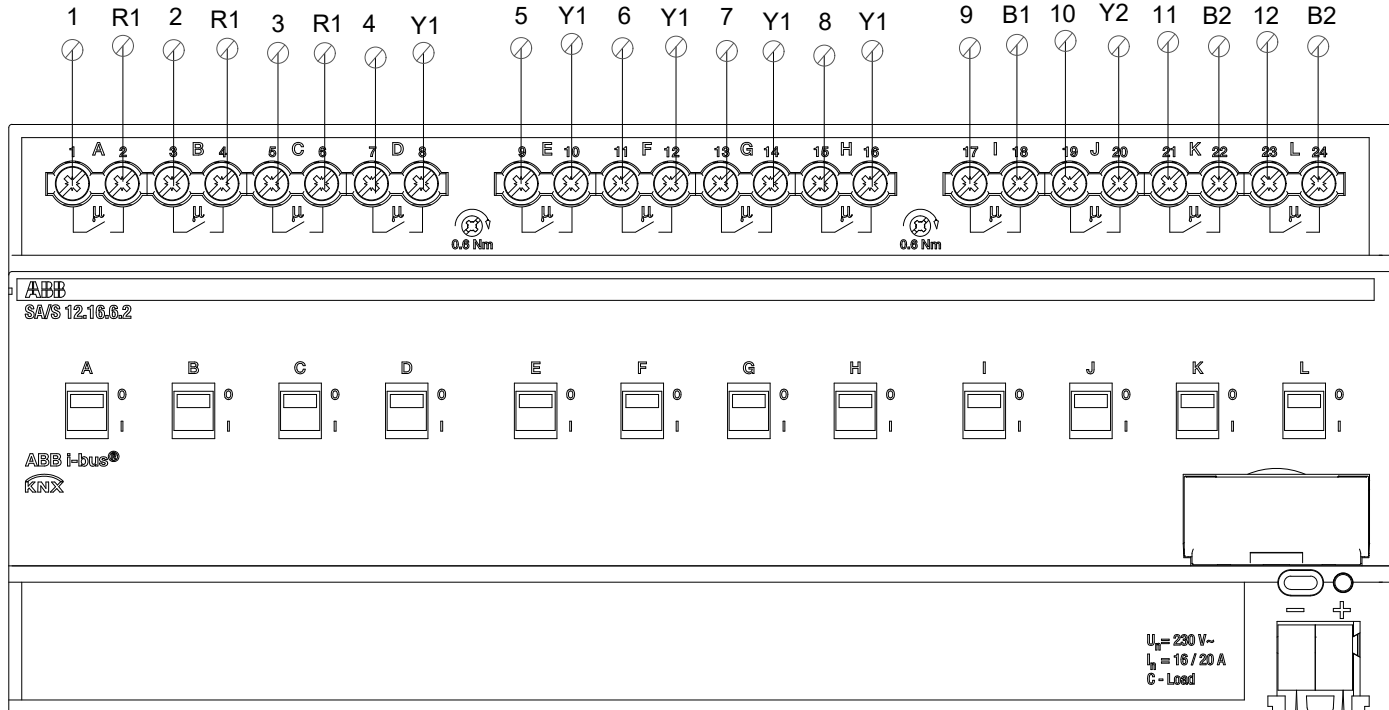 1 R1 2 R1 3 R1 4 Y1 5 Y1 6 Y1 7 Y1 8 Y1 9 B1 10 Y2 11 B2 12 B2
1 A 2 3 B 4 5 C 6 7 D 8 9 E 10 11 F 12 13 G 14 15 H 16 17 I 18 19 J 20 21 K 22 23 L 24
µ µ µ µ µ µ µ µ µ µ µ µ
0.6 Nm 0.6 Nm
ABB
SA/S 12.16.6.2
A B C D E F G H I J K L
0 0 0 0 0 0 0 0 0 0 0 0
I I I I I I I I I I I I
ABB i-bus®
KNX
− +
Un= 230 V~
In = 16 / 20 A
C - Load